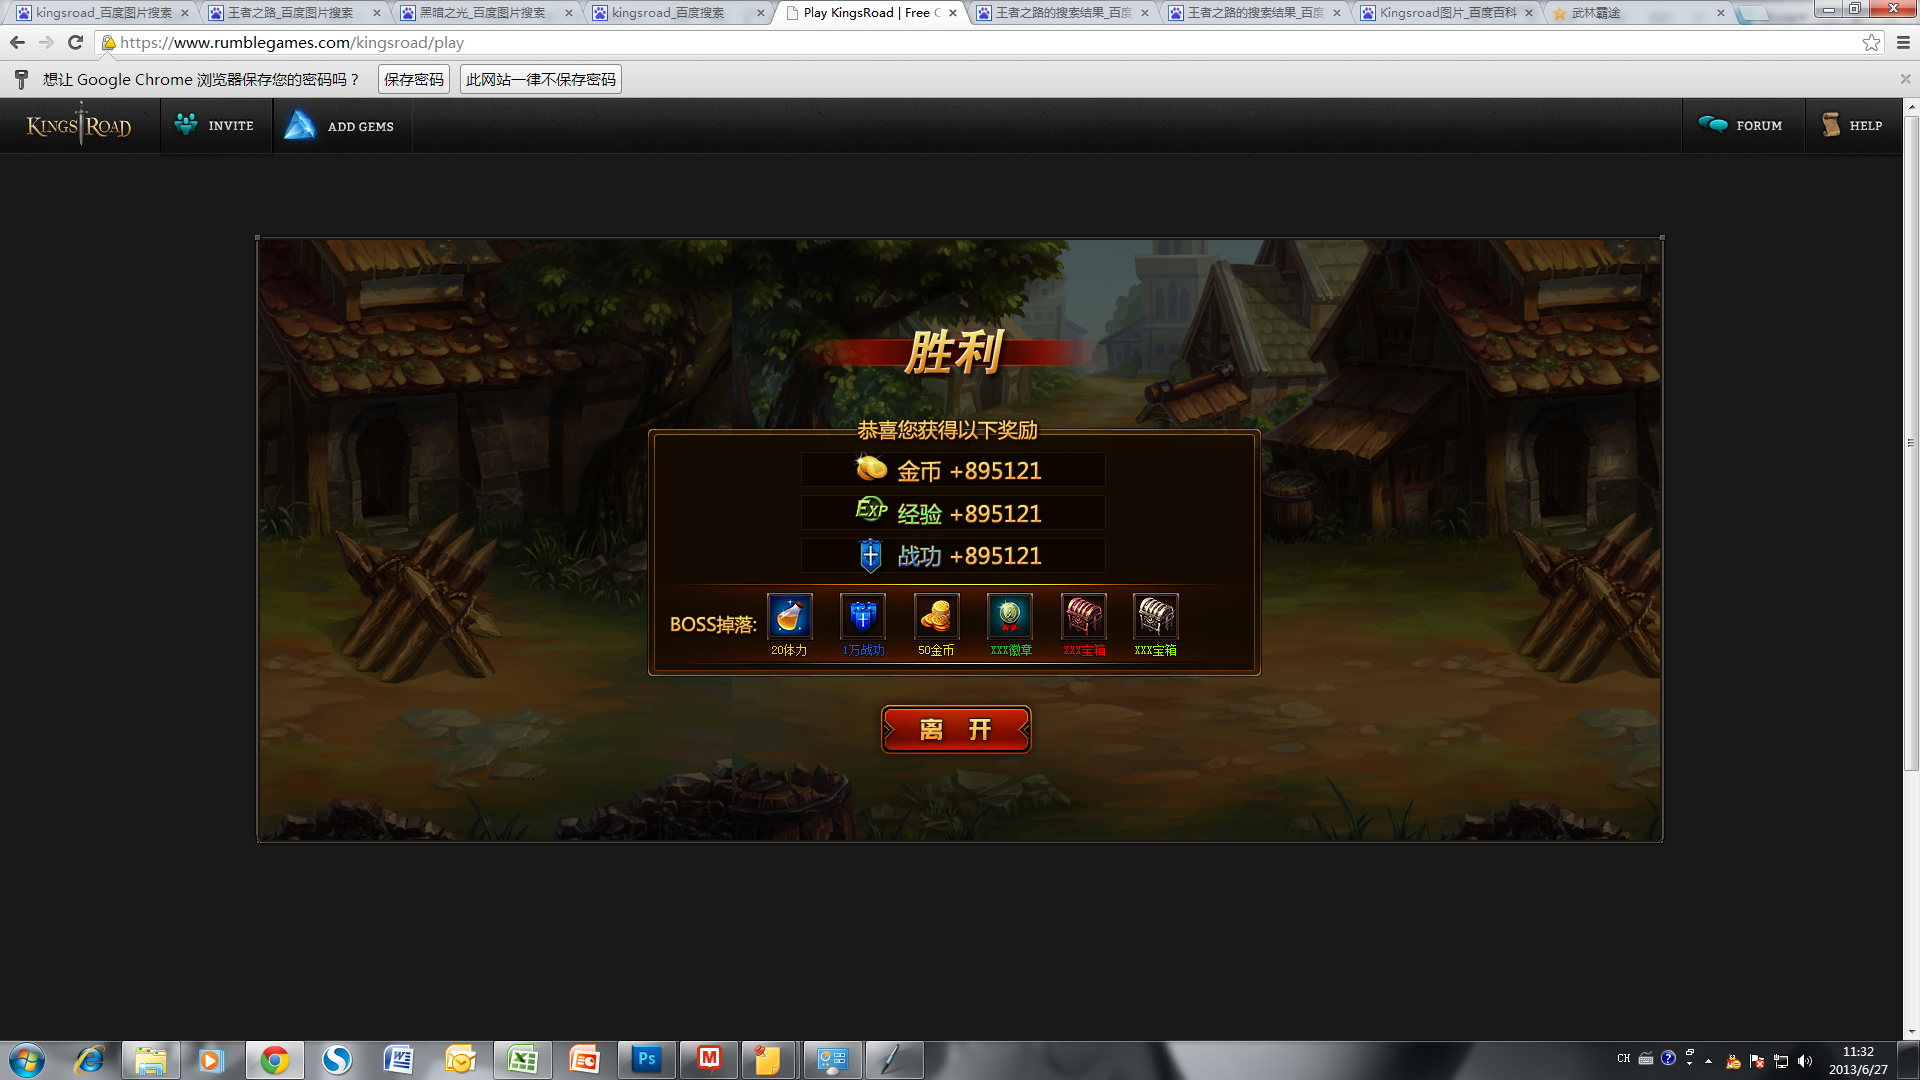 kingsroad_百度图片搜索
王者之路_百度图片搜索
黑暗之光_百度图片搜索
kingsroad_百度搜索
Play KingsRoad | Free
王者之路的搜索结果_百度
王者之路的搜索结果_百度
Kingsroad图片_百度百科
武林霸途
https://www.rumblegames.com/kingsroad/play
想让 Google Chrome 浏览器保存您的密码吗？
保存密码
此网站一律不保存密码
KINGSROAD
INVITE
ADD GEMS
FORUM
HELP
胜利
恭喜您获得以下奖励
金币 +895121
EXP 经验 +895121
战功 +895121
BOSS掉落:
20体力
1万战功
50金币
XXX徽章
XXX宝箱
XXX宝箱
离 开
Ps
CH
11:32
2013/6/27